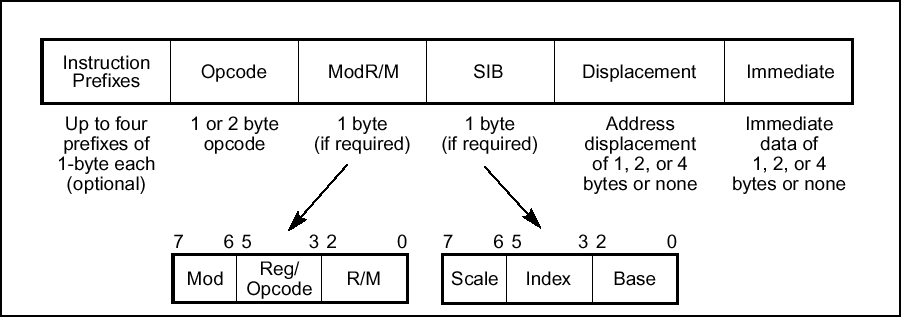 Instruction
Prefixes
Opcode
ModR/M
SIB
Displacement
Immediate
Up to four
prefixes of
1-byte each
(optional)
1 or 2 byte
opcode
1 byte
(if required)
1 byte
(if required)
Address
displacement
of 1, 2, or 4
bytes or none
Immediate
data of
1, 2, or 4
bytes or none
7 6 5 3 2 0
Mod
Reg/
Opcode
R/M
7 6 5 3 2 0
Scale
Index
Base